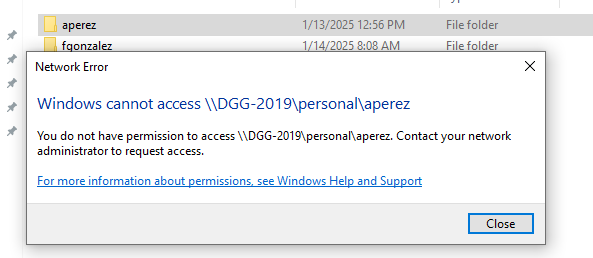 aperez 1/13/2025 12:56 PM File folder
fgonzalez 1/14/2025 8:08 AM File folder
Network Error
Windows cannot access \\DGG-2019\personal\aperez
You do not have permission to access \\DGG-2019\personal\aperez. Contact your network
administrator to request access.
For more information about permissions, see Windows Help and Support
Close